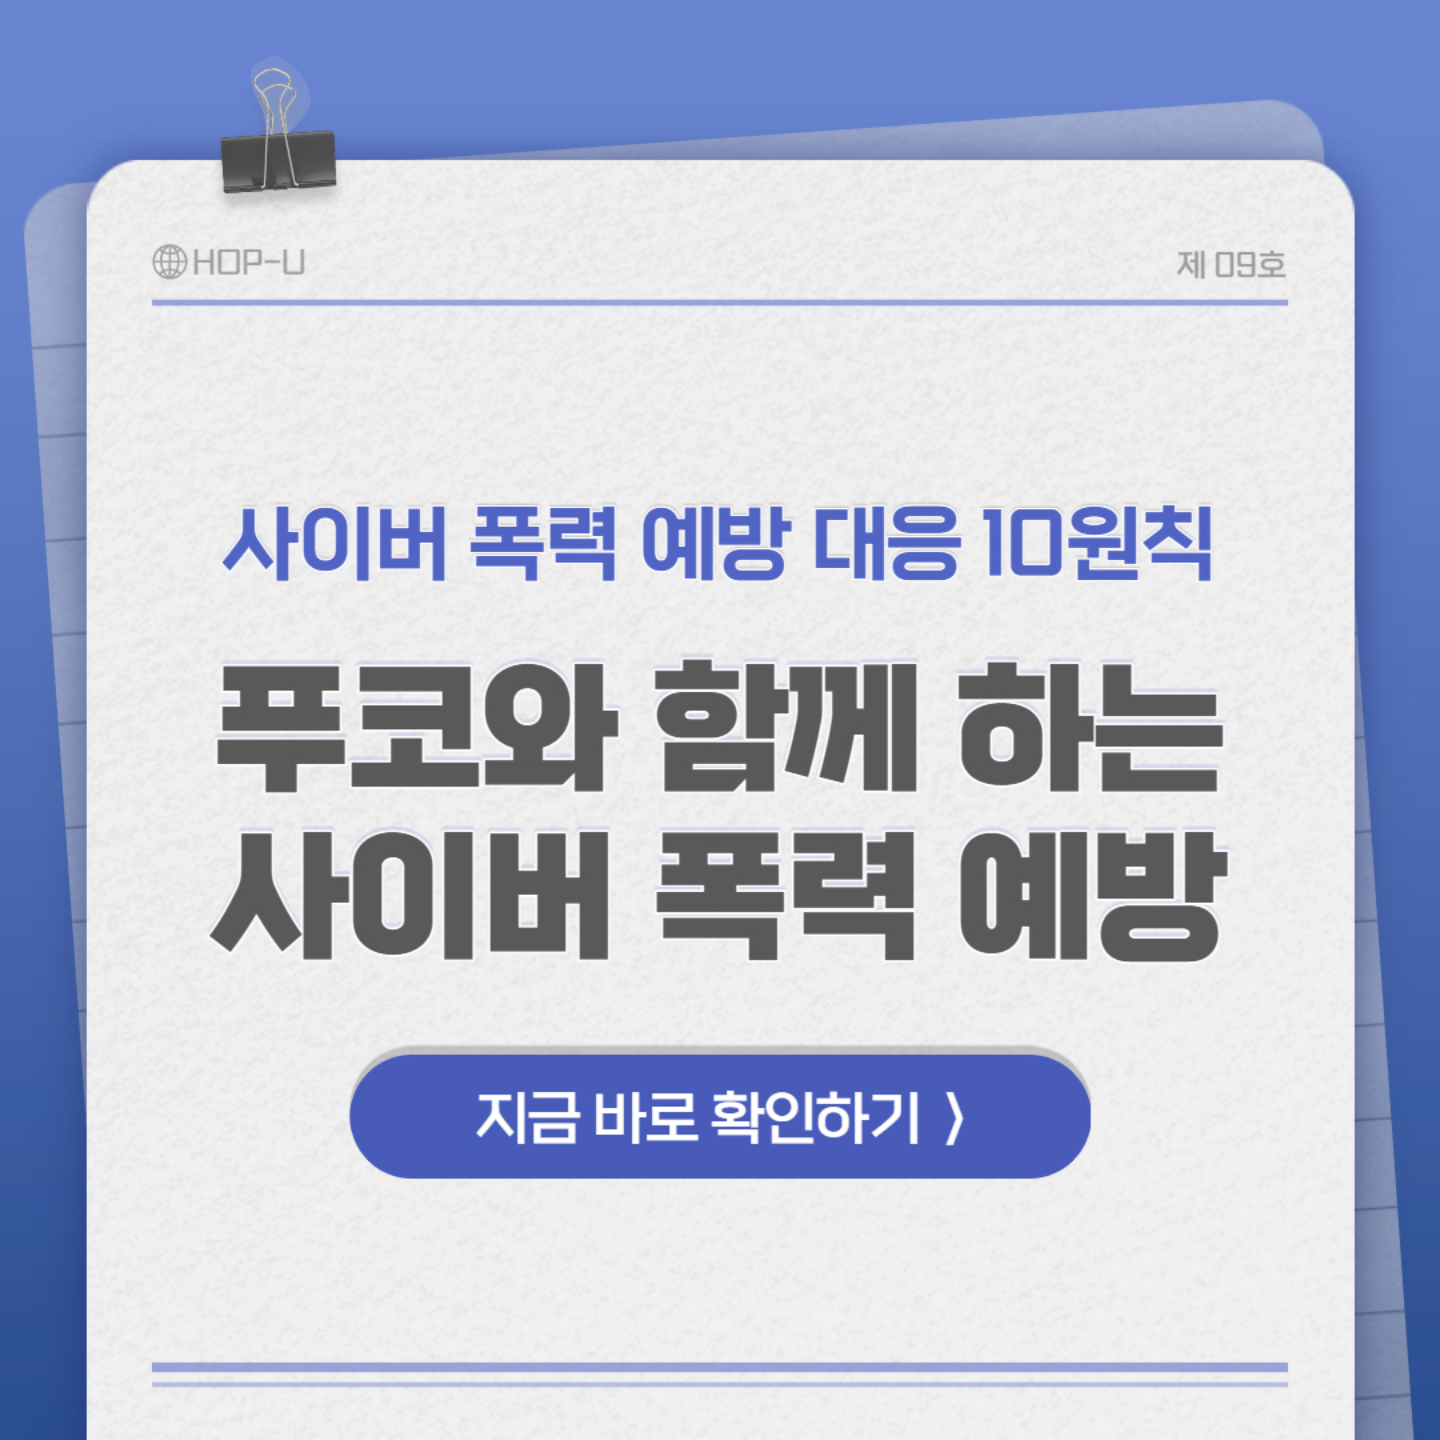 HOP-U
제 09호
사이버 폭력 예방 대응 10원칙
푸코와 함께 하는
사이버 폭력 예방
지금 바로 확인하기 〉